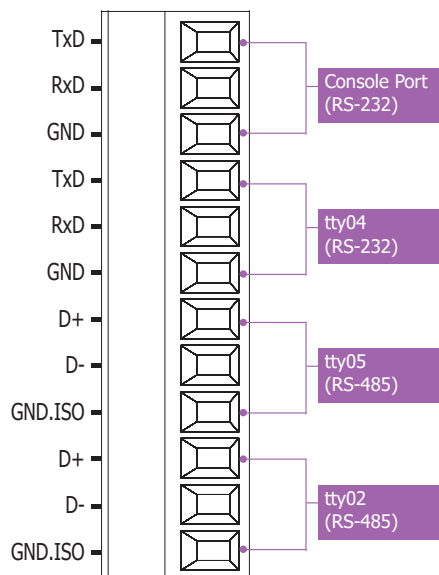 TxD
RxD
GND
TxD
RxD
GND
D+
D-
GND.ISO
D+
D-
GND.ISO
Console Port
(RS-232)
tty04
(RS-232)
tty05
(RS-485)
tty02
(RS-485)